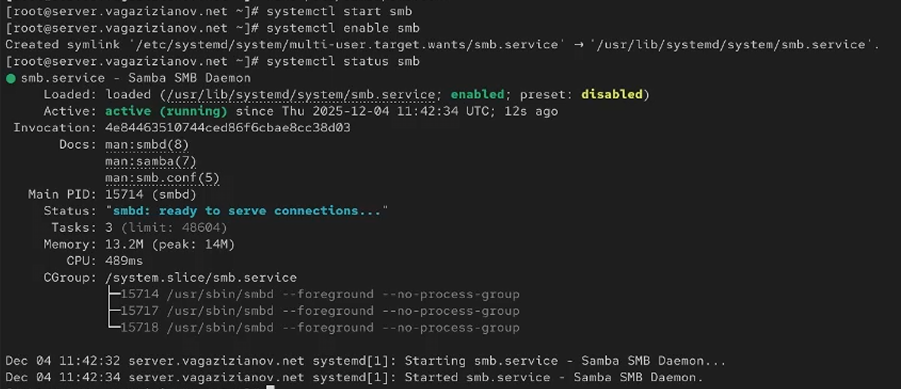 [root@server.vagazizianov.net ~]# systemctl start smb
[root@server.vagazizianov.net ~]# systemctl enable smb
Created symlink '/etc/systemd/system/multi-user.target.wants/smb.service' → '/usr/lib/systemd/system/smb.service'.
[root@server.vagazizianov.net ~]# systemctl status smb
● smb.service - Samba SMB Daemon
Loaded: loaded (/usr/lib/systemd/system/smb.service; enabled; preset: disabled)
Active: active (running) since Thu 2025-12-04 11:42:34 UTC; 12s ago
Invocation: 4e84463510744ced86f6cbae8cc38d03
Docs: man:smbd(8)
man:samba(7)
man:smb.conf(5)
Main PID: 15714 (smbd)
Status: "smbd: ready to serve connections..."
Tasks: 3 (limit: 48604)
Memory: 13.2M (peak: 14M)
CPU: 489ms
CGroup: /system.slice/smb.service
├─15714 /usr/sbin/smbd --foreground --no-process-group
├─15717 /usr/sbin/smbd --foreground --no-process-group
└─15718 /usr/sbin/smbd --foreground --no-process-group
Dec 04 11:42:32 server.vagazizianov.net systemd[1]: Starting smb.service - Samba SMB Daemon...
Dec 04 11:42:34 server.vagazizianov.net systemd[1]: Started smb.service - Samba SMB Daemon.